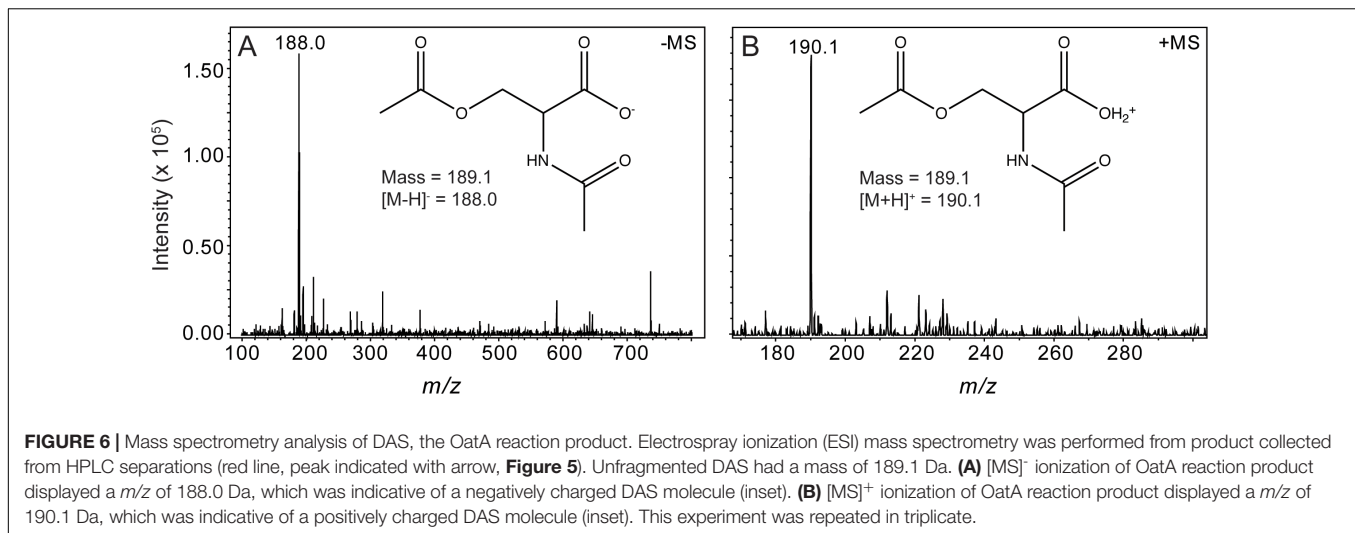 A
188.0
-MS
O
O
O
O-
HN
O
Mass = 189.1
[M-H]- = 188.0
Intensity (x 10⁵)
1.50
1.00
0.50
0.00
100 200 300 400 500 600 700
m/z
B
190.1
+MS
O
O
O
OH₂⁺
HN
O
Mass = 189.1
[M+H]⁺ = 190.1
180 200 220 240 260 280
m/z
FIGURE 6 | Mass spectrometry analysis of DAS, the OatA reaction product. Electrospray ionization (ESI) mass spectrometry was performed from product collected
from HPLC separations (red line, peak indicated with arrow, Figure 5). Unfragmented DAS had a mass of 189.1 Da. (A) [MS]- ionization of OatA reaction product
displayed a m/z of 188.0 Da, which was indicative of a negatively charged DAS molecule (inset). (B) [MS]⁺ ionization of OatA reaction product displayed a m/z of
190.1 Da, which was indicative of a positively charged DAS molecule (inset). This experiment was repeated in triplicate.